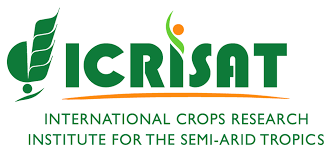 ICRISAT
INTERNATIONAL CROPS RESEARCH
INSTITUTE FOR THE SEMI-ARID TROPICS